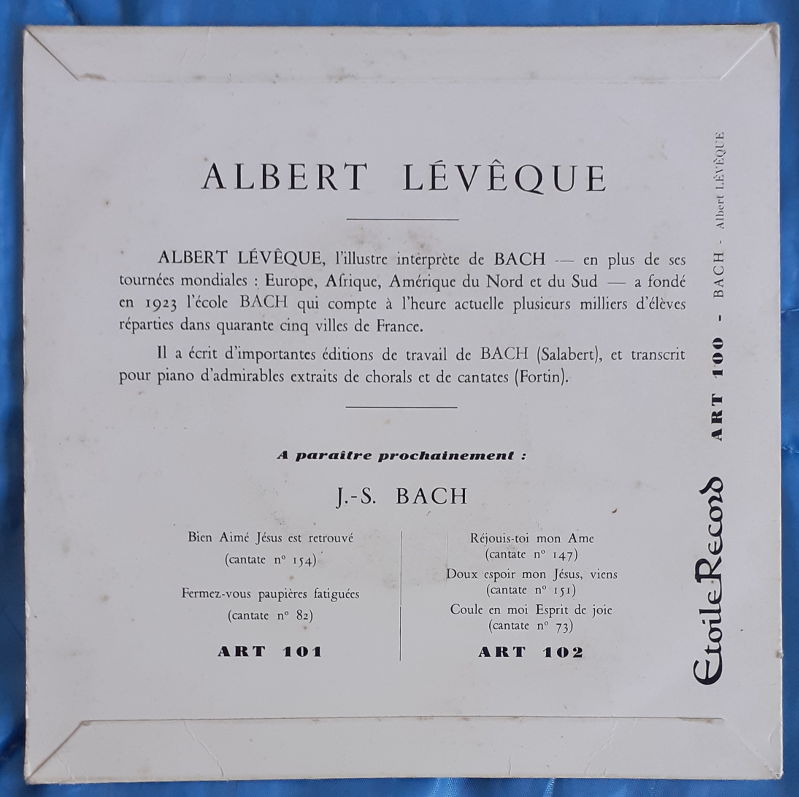 ALBERT LÉVÊQUE
ALBERT LÉVÊQUE, l'illustre interprète de BACH — en plus de ses
tournées mondiales : Europe, Afrique, Amérique du Nord et du Sud — a fondé
en 1923 l'école BACH qui compte à l'heure actuelle plusieurs milliers d'élèves
réparties dans quarante cinq villes de France.
Il a écrit d'importantes éditions de travail de BACH (Salabert), et transcrit
pour piano d'admirables extraits de chorals et de cantates (Fortin).
A paraître prochainement :
J.-S. BACH
Bien Aimé Jésus est retrouvé
(cantate n° 154)
Fermez-vous paupières fatiguées
(cantate n° 82)
ART 101
Réjouis-toi mon Ame
(cantate n° 147)
Doux espoir mon Jésus, viens
(cantate n° 151)
Coule en moi Esprit de joie
(cantate n° 73)
ART 102
Etoile Record ART 100 - BACH - Albert LÉVÊQUE